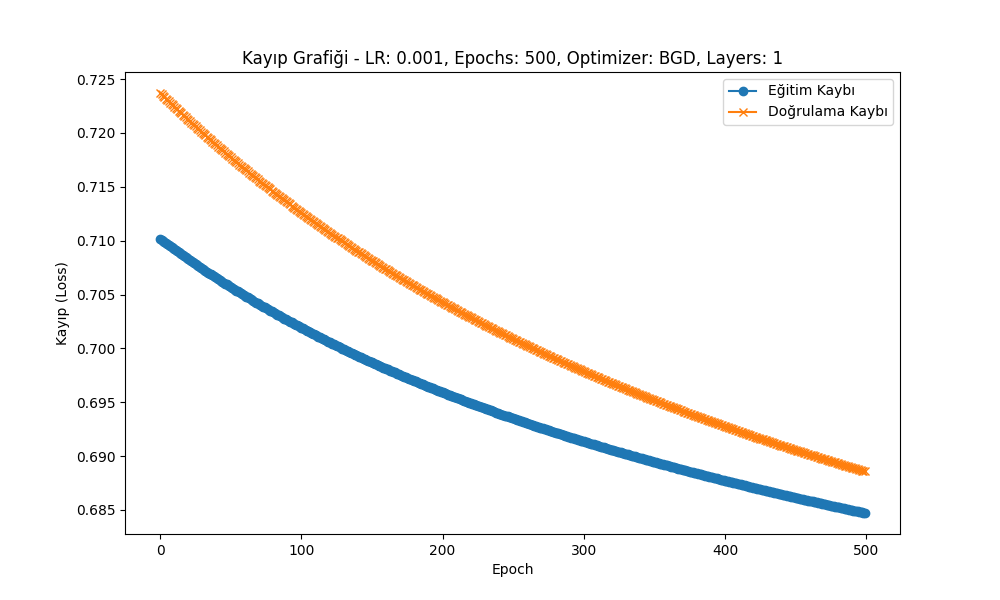 Kayıp Grafiği - LR: 0.001, Epochs: 500, Optimizer: BGD, Layers: 1
Eğitim Kaybı
Doğrulama Kaybı
Kayıp (Loss)
0.725
0.720
0.715
0.710
0.705
0.700
0.695
0.690
0.685
0 100 200 300 400 500
Epoch